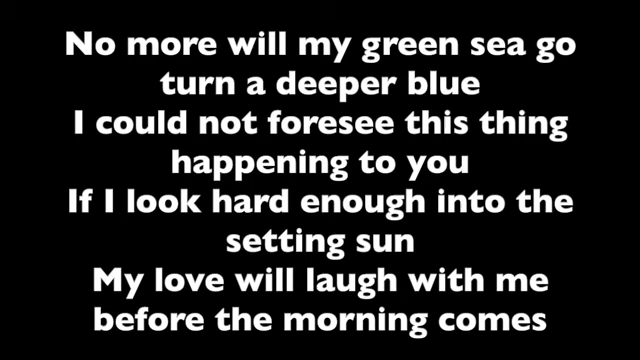 No more will my green sea go
turn a deeper blue
I could not foresee this thing
happening to you
If I look hard enough into the
setting sun
My love will laugh with me
before the morning comes